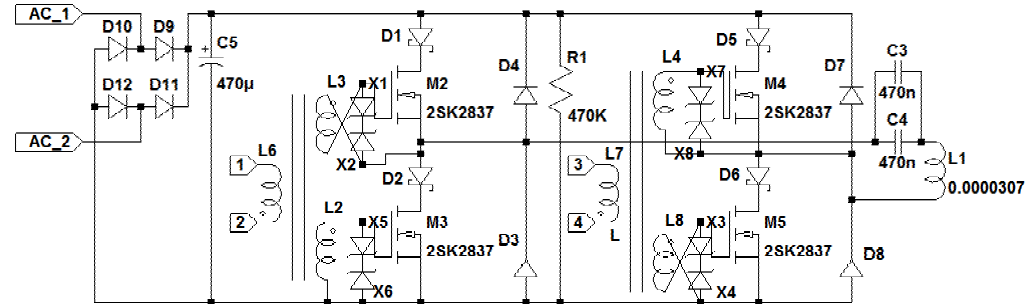 AC_1
D10 D9
C5
470µ
D12 D11
AC_2
1 L6
2
L3 X1
D1
M2
2SK2837
X2
D2
L2 X5
M3
2SK2837
X6
D4
R1
470K
D3
3 L7
4 L
L4 X7
D5
M4
2SK2837
X8
D6
L8 X3
M5
2SK2837
X4
D7
D8
C3
470n
C4
470n
L1
0.0000307